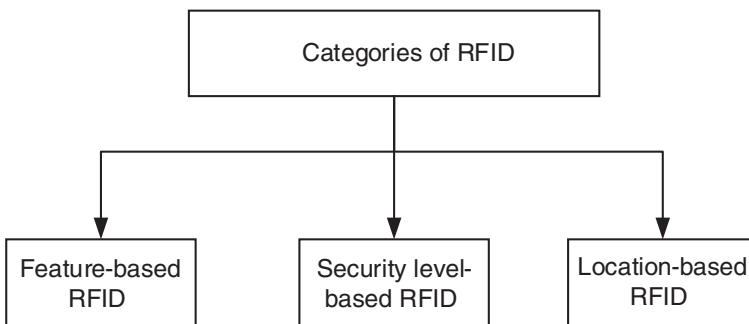 Categories of RFID
Feature-based
RFID
Security level-
based RFID
Location-based
RFID